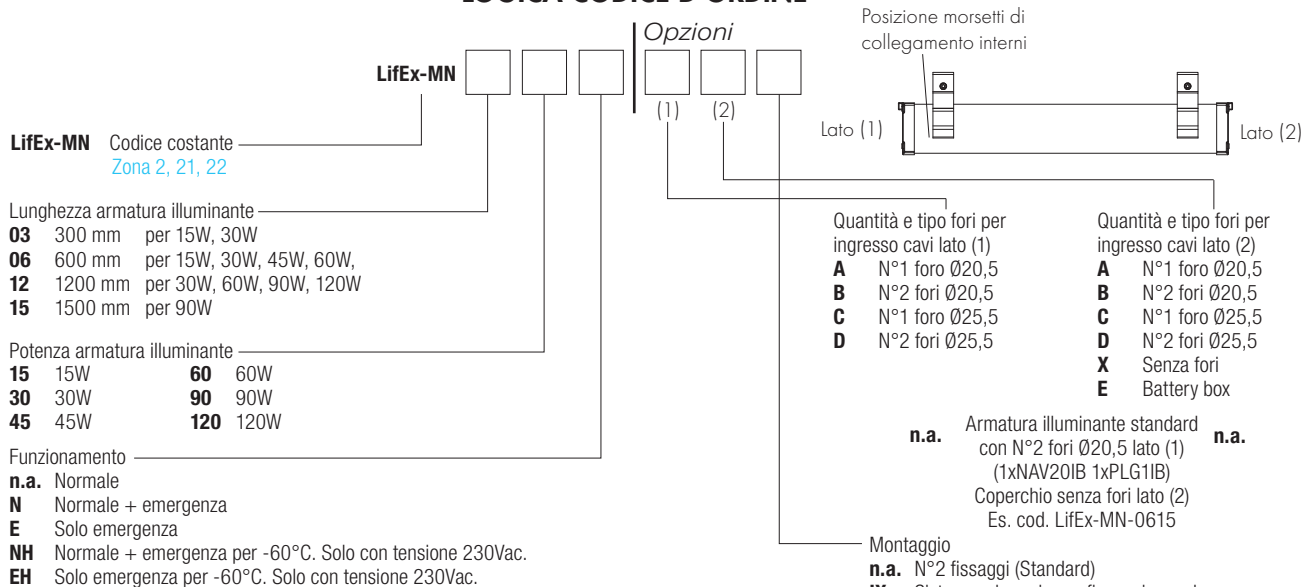 Opzioni
Posizione morsetti di
collegamento interni
LifEx-MN
(1) (2)
Lato (1)
Lato (2)
LifEx-MN Codice costante
Zona 2, 21, 22
Lunghezza armatura illuminante
03 300 mm per 15W, 30W
06 600 mm per 15W, 30W, 45W, 60W,
12 1200 mm per 30W, 60W, 90W, 120W
15 1500 mm per 90W
Potenza armatura illuminante
15 15W 60 60W
30 30W 90 90W
45 45W 120 120W
Funzionamento
n.a. Normale
N Normale + emergenza
E Solo emergenza
NH Normale + emergenza per -60°C. Solo con tensione 230Vac.
EH Solo emergenza per -60°C. Solo con tensione 230Vac.
Quantità e tipo fori per
ingresso cavi lato (1)
A N°1 foro Ø20,5
B N°2 fori Ø20,5
C N°1 foro Ø25,5
D N°2 fori Ø25,5
Quantità e tipo fori per
ingresso cavi lato (2)
A N°1 foro Ø20,5
B N°2 fori Ø20,5
C N°1 foro Ø25,5
D N°2 fori Ø25,5
X Senza fori
E Battery box
n.a. Armatura illuminante standard n.a.
con N°2 fori Ø20,5 lato (1)
(1xNAV20IB 1xPLG1IB)
Coperchio senza fori lato (2)
Es. cod. LifEx-MN-0615
Montaggio
n.a. N°2 fissaggi (Standard)